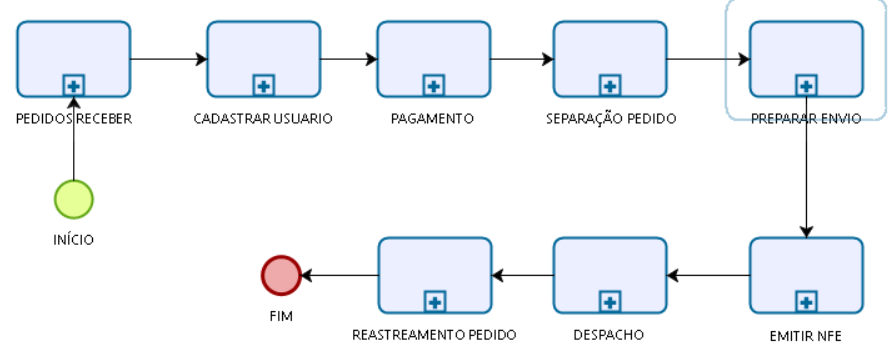 PEDIDOS RECEBER
CADASTRAR USUARIO
PAGAMENTO
SEPARAÇÃO PEDIDO
PREPARAR ENVIO
INÍCIO
FIM
REASTREAMENTO PEDIDO
DESPACHO
EMITIR NFE